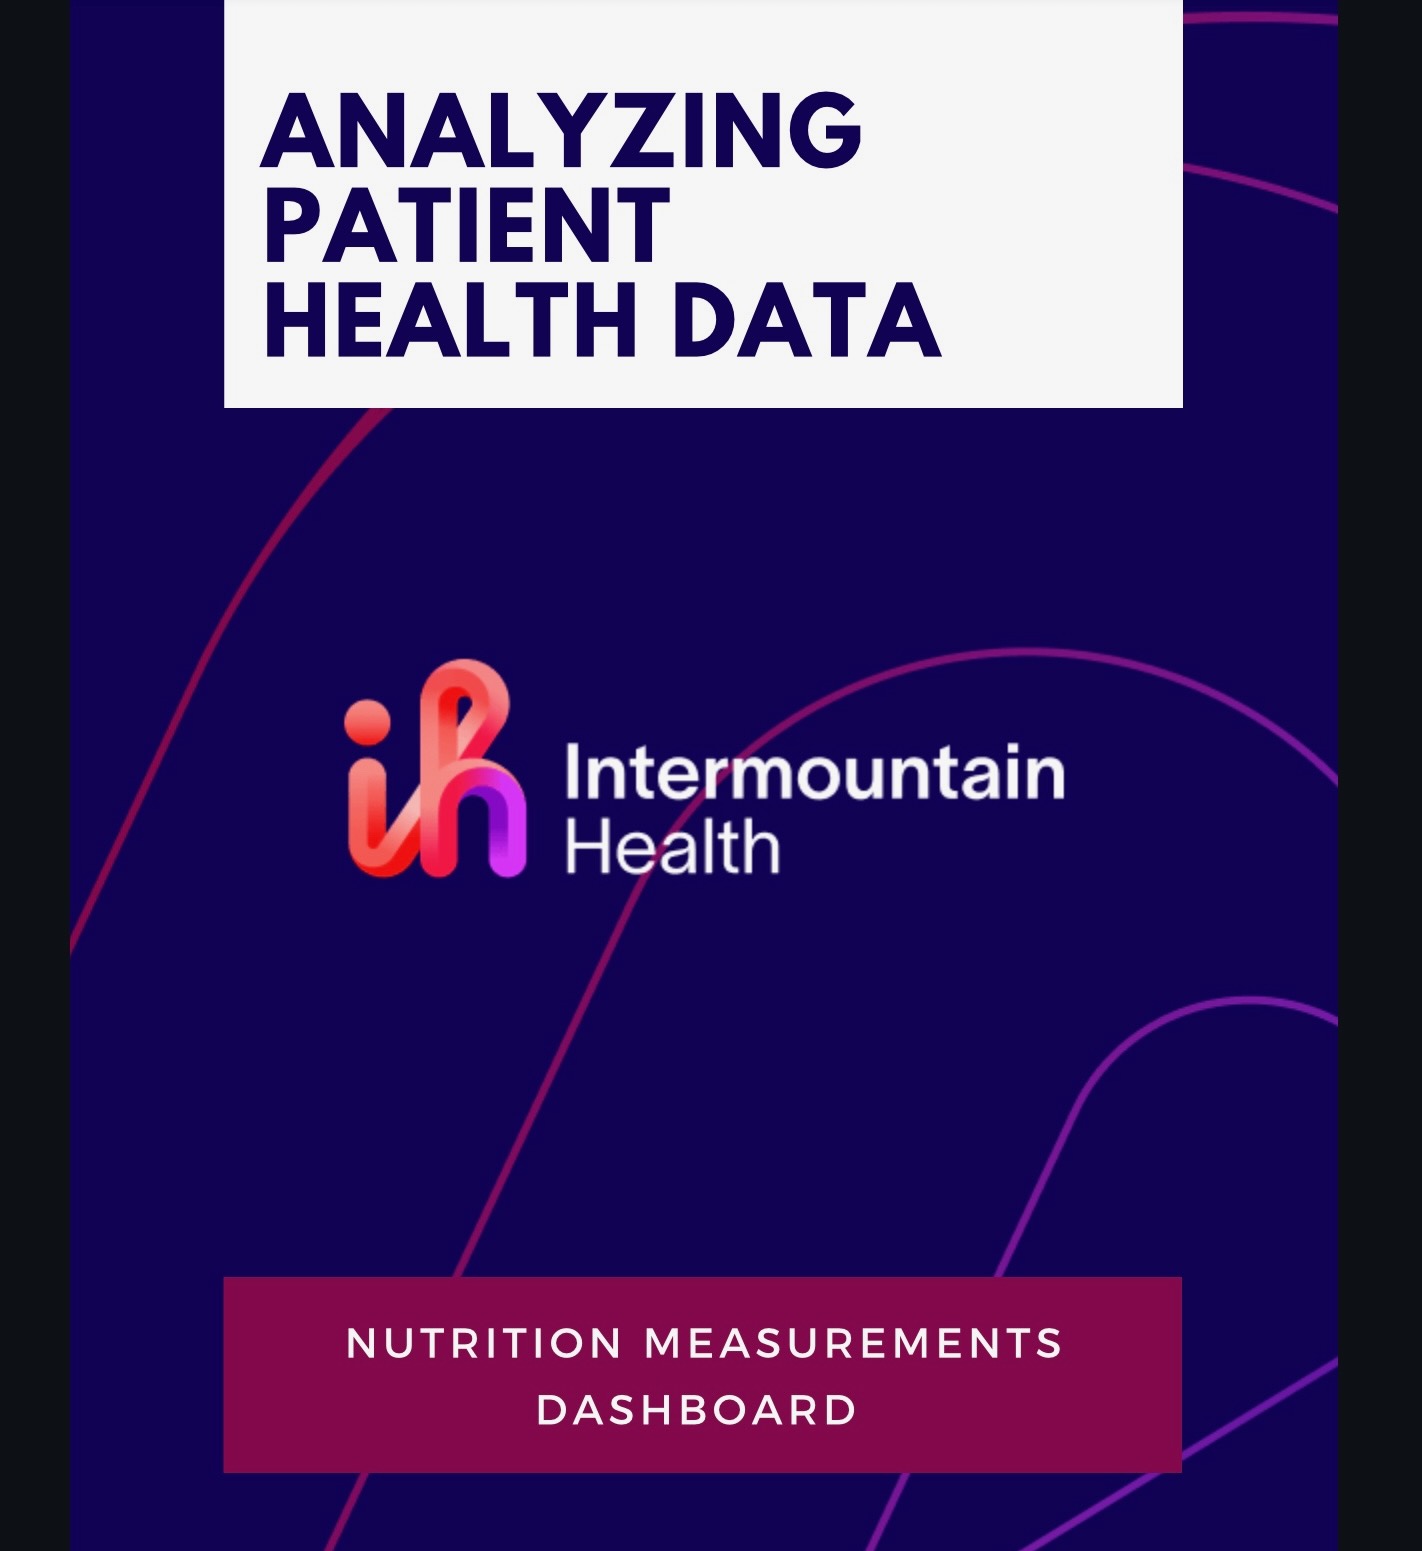 ANALYZING
PATIENT
HEALTH DATA
Intermountain
Health
NUTRITION MEASUREMENTS
DASHBOARD